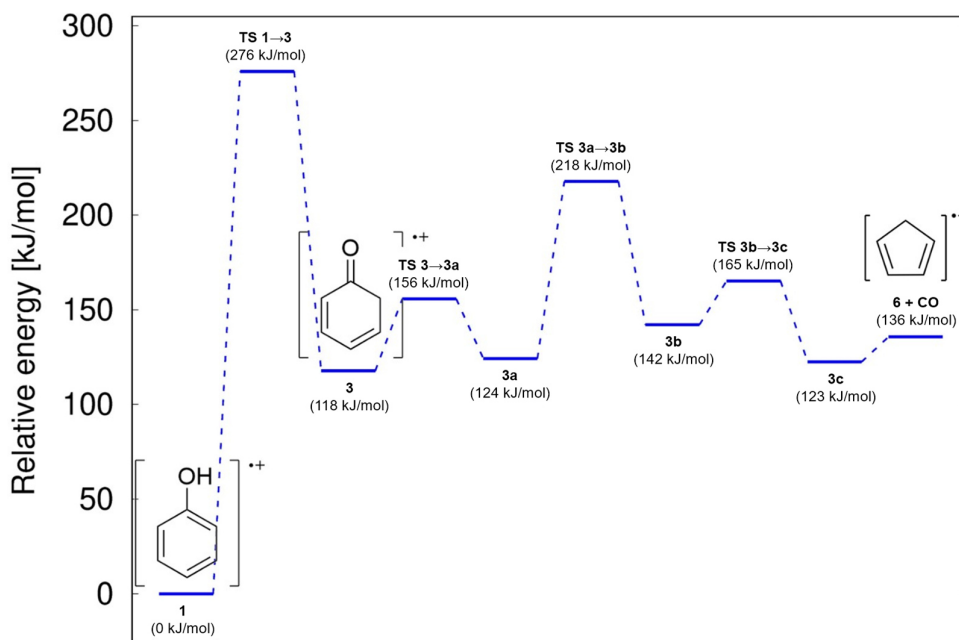 Relative energy [kJ/mol]
300
250
200
150
100
50
0
TS 1→3
(276 kJ/mol)
TS 3a→3b
(218 kJ/mol)
•+
O
TS 3→3a
(156 kJ/mol)
TS 3b→3c
(165 kJ/mol)
•+
6 + CO
(136 kJ/mol)
3
(118 kJ/mol)
3a
(124 kJ/mol)
3b
(142 kJ/mol)
3c
(123 kJ/mol)
OH
•+
1
(0 kJ/mol)